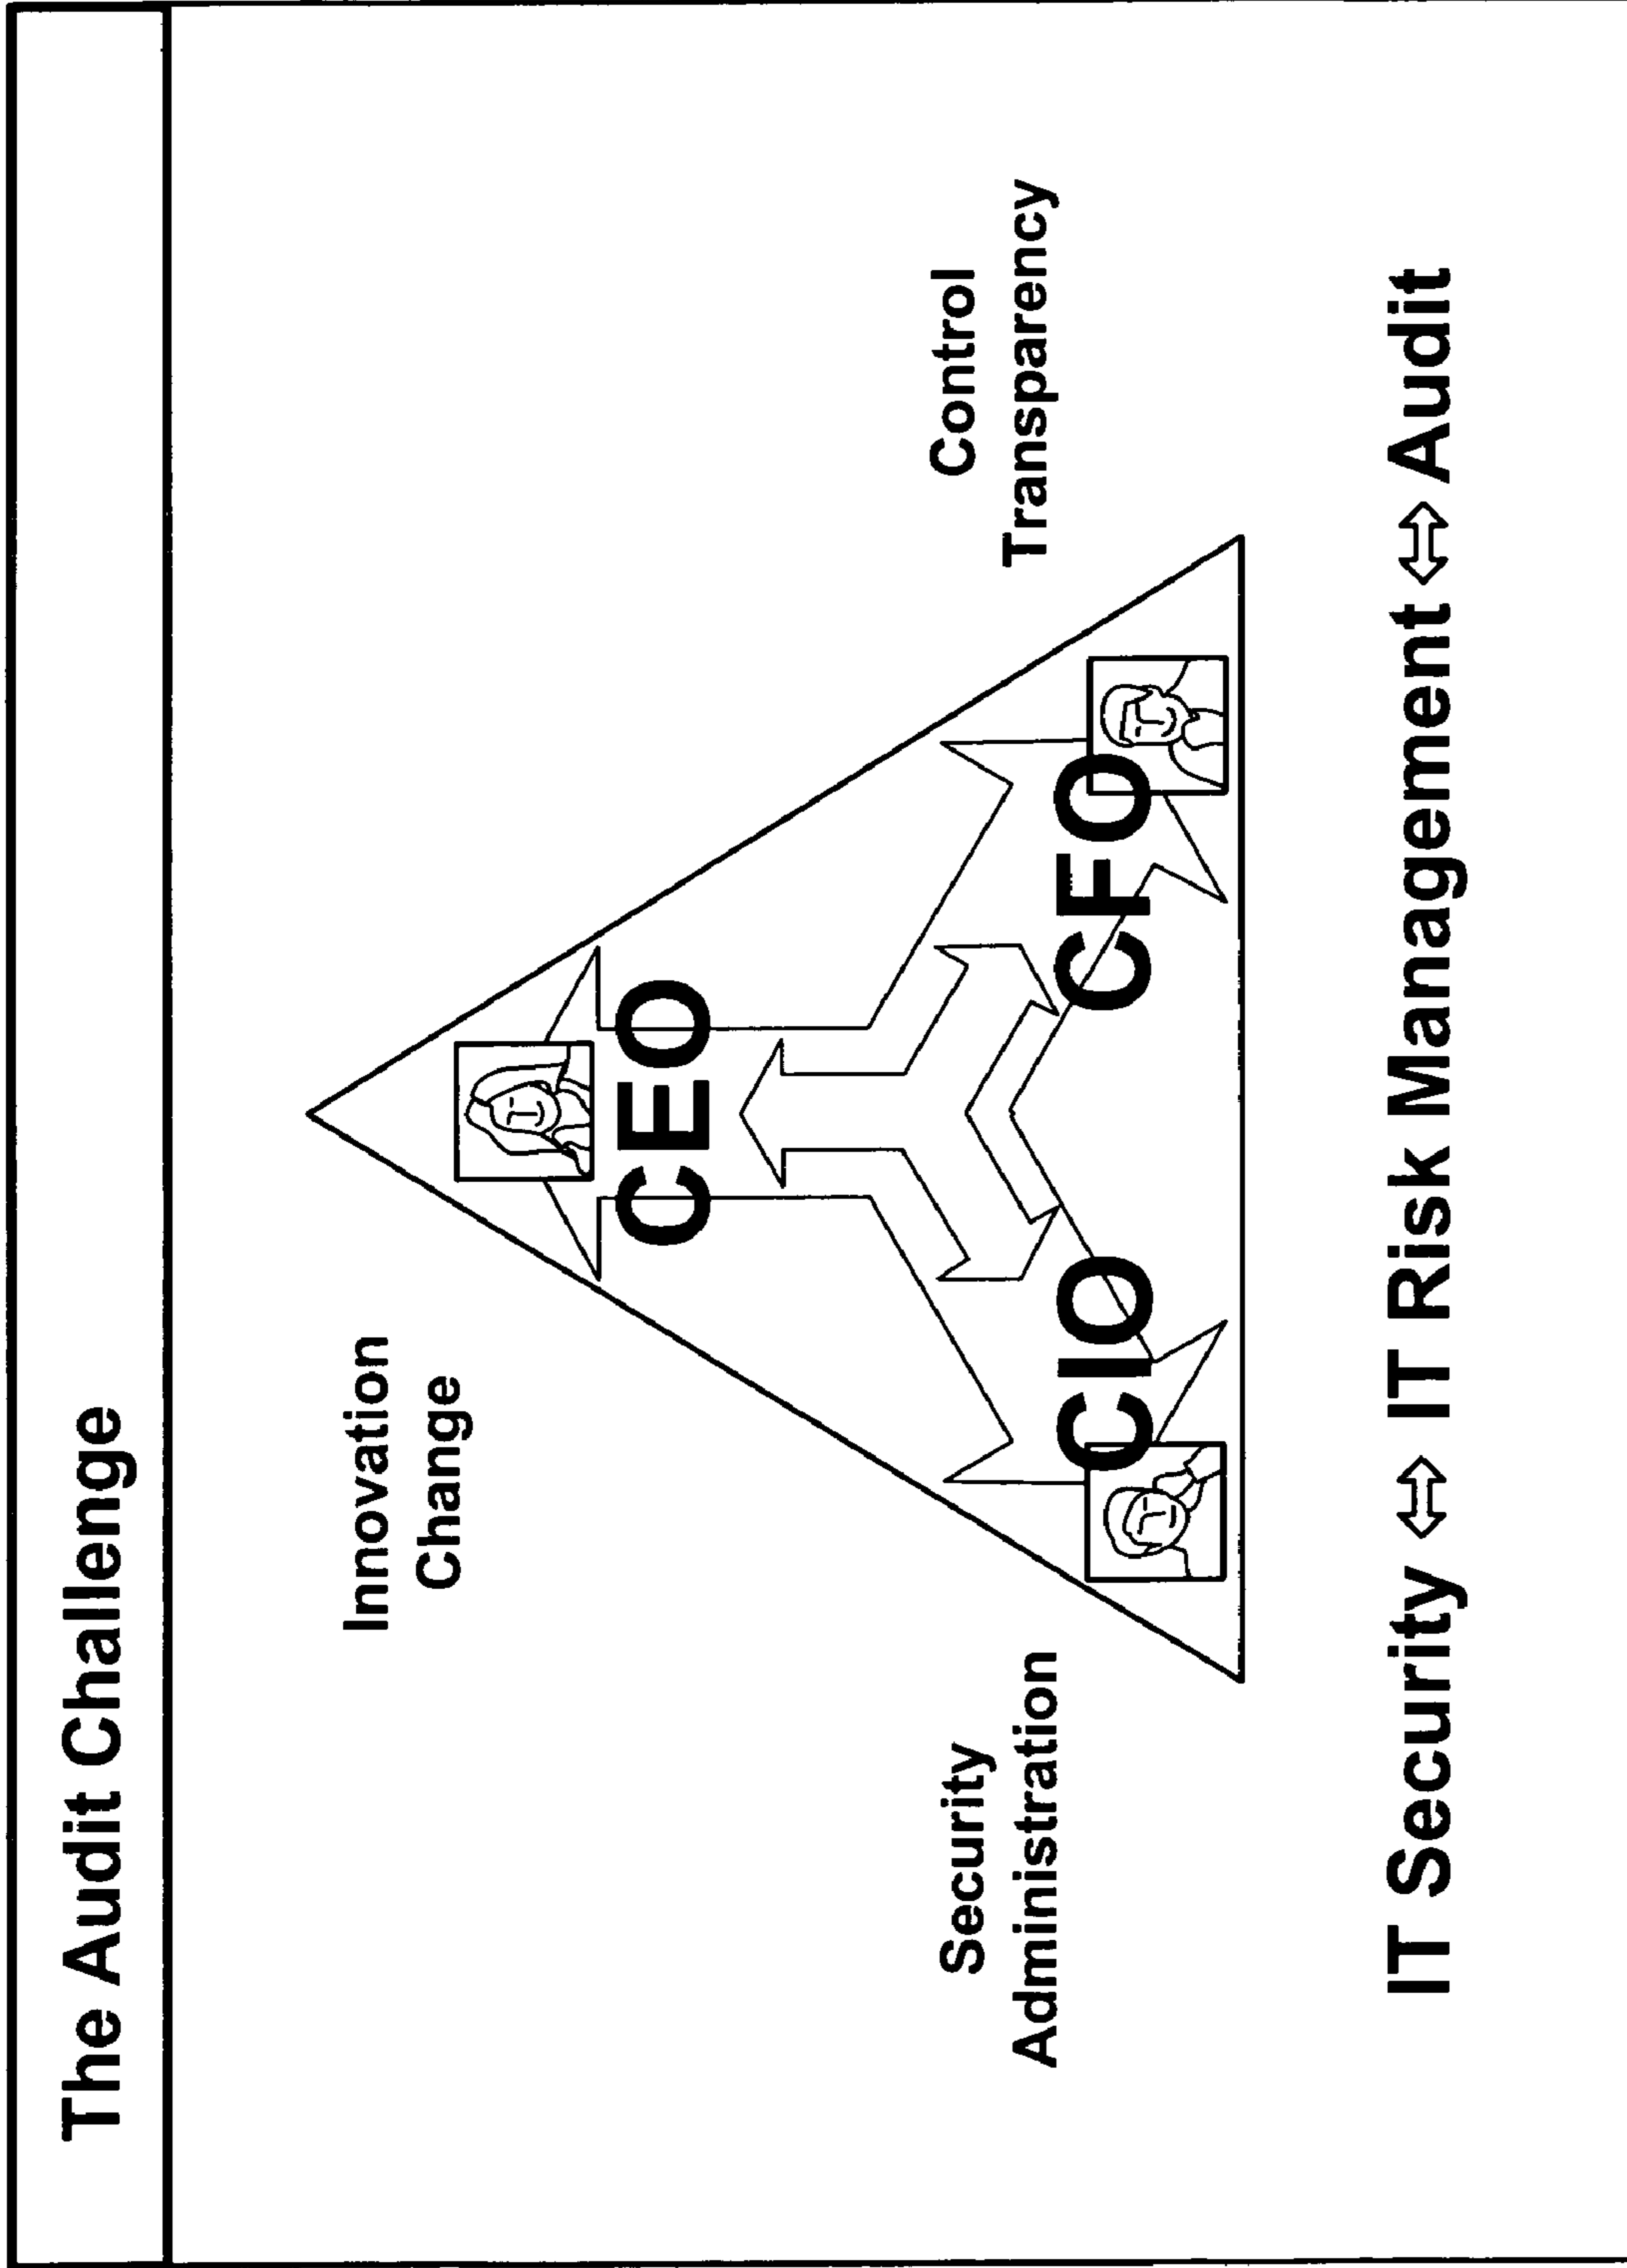 The Audit Challenge
Innovation
Change
CEO
Security
Administration
Control
Transparency
CIO
CFO
IT Security ⇔ IT Risk Management ⇔ Audit